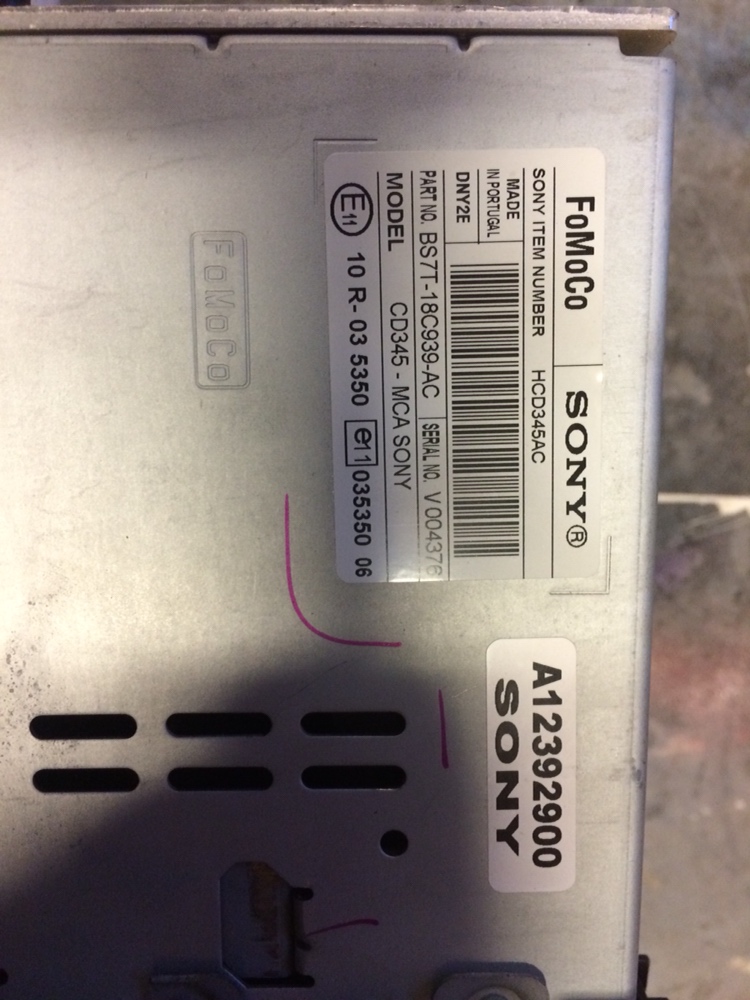 FoMoCo SONY®
SONY ITEM NUMBER HCD345AC
MADE
IN PORTUGAL
DNY2E
PART NO. BS7T-18C939-AC SERIAL NO. V 004376
MODEL CD345 - MCA SONY
E11 10 R- 03 5350 e11 035350 06
FoMoCo
A12392900
SONY